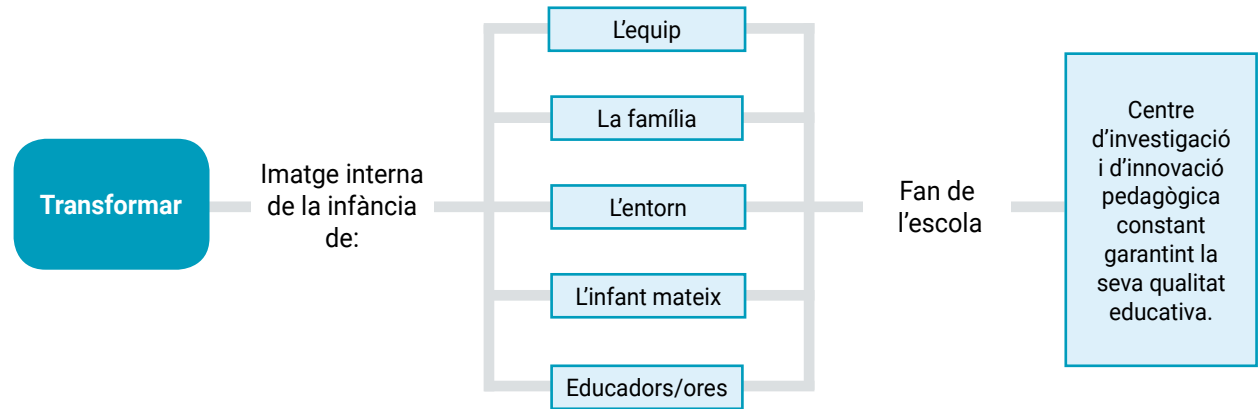 Transformar
Imatge interna
de la infància
de:
L'equip
La família
L'entorn
L'infant mateix
Educadors/ores
Fan de
l'escola
Centre
d'investigació
i d'innovació
pedagògica
constant
garantint la
seva qualitat
educativa.